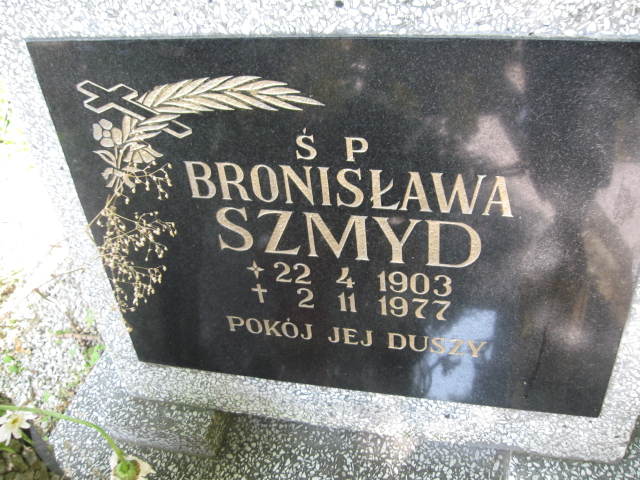 Ś P
BRONISŁAWA
SZMYD
22 4 1903
2 11 1977
POKÓJ JEJ DUSZY